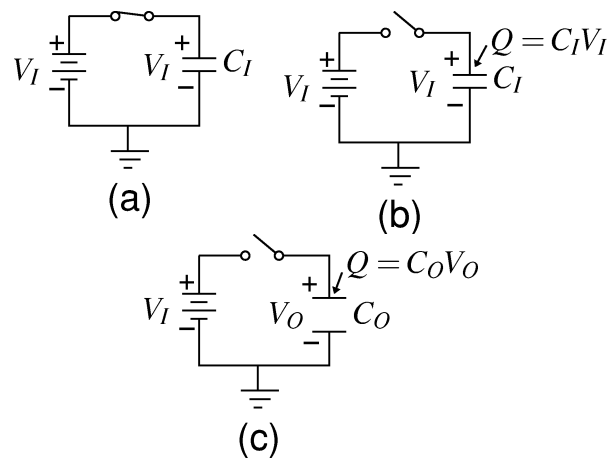 + V_I − + V_I − C_I
(a)
+ V_I − + V_I − C_I Q = C_I V_I
(b)
+ V_I − + V_O − C_O Q = C_O V_O
(c)